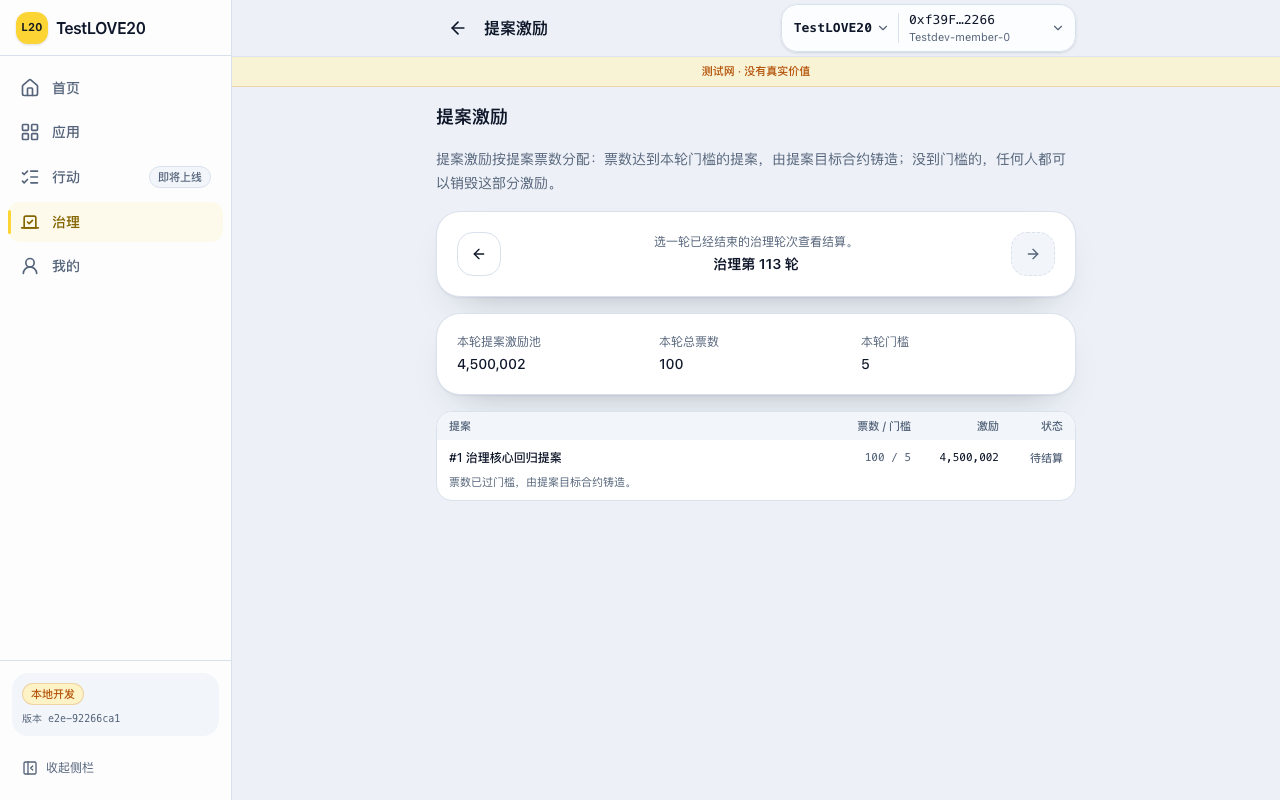 L20 TestLOVE20
首页
应用
行动 即将上线
治理
我的
本地开发
版本 e2e-92266ca1
收起侧栏
提案激励
TestLOVE20
0xf39F…2266
Testdev-member-0
测试网 · 没有真实价值
提案激励
提案激励按提案票数分配：票数达到本轮门槛的提案，由提案目标合约铸造；没到门槛的，任何人都可
以销毁这部分激励。
选一轮已经结束的治理轮次查看结算。
治理第 113 轮
本轮提案激励池 本轮总票数 本轮门槛
4,500,002 100 5
提案 票数 / 门槛 激励 状态
#1 治理核心回归提案 100 / 5 4,500,002 待结算
票数已过门槛，由提案目标合约铸造。